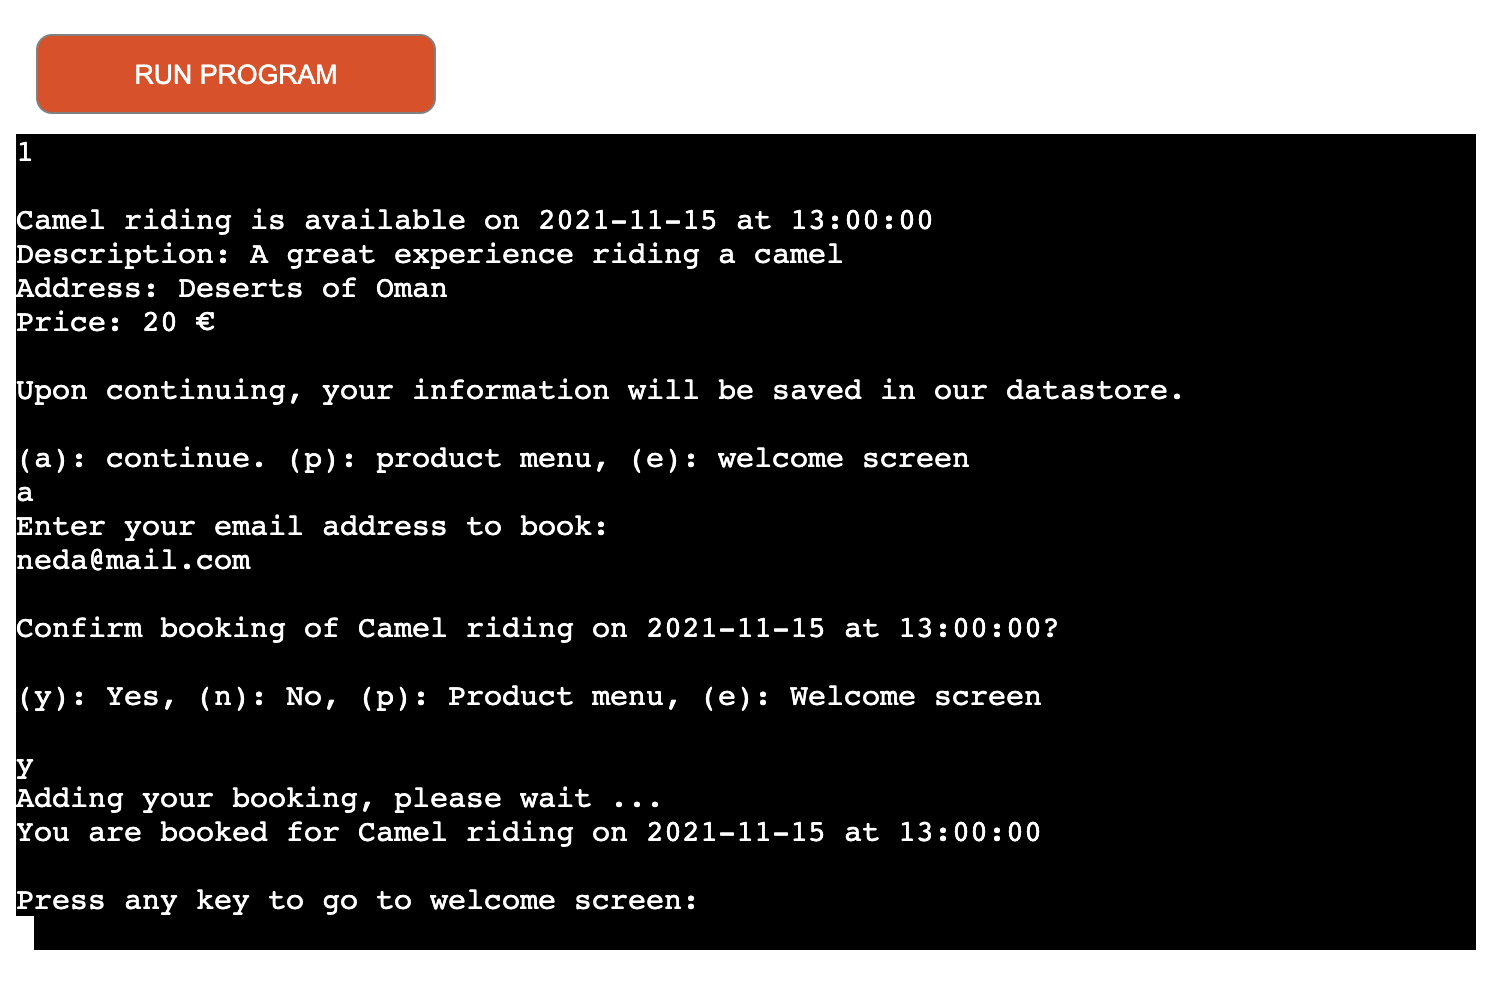 RUN PROGRAM
1
Camel riding is available on 2021-11-15 at 13:00:00
Description: A great experience riding a camel
Address: Deserts of Oman
Price: 20 €
Upon continuing, your information will be saved in our datastore.
(a): continue. (p): product menu, (e): welcome screen
a
Enter your email address to book:
neda@mail.com
Confirm booking of Camel riding on 2021-11-15 at 13:00:00?
(y): Yes, (n): No, (p): Product menu, (e): Welcome screen
y
Adding your booking, please wait ...
You are booked for Camel riding on 2021-11-15 at 13:00:00
Press any key to go to welcome screen: